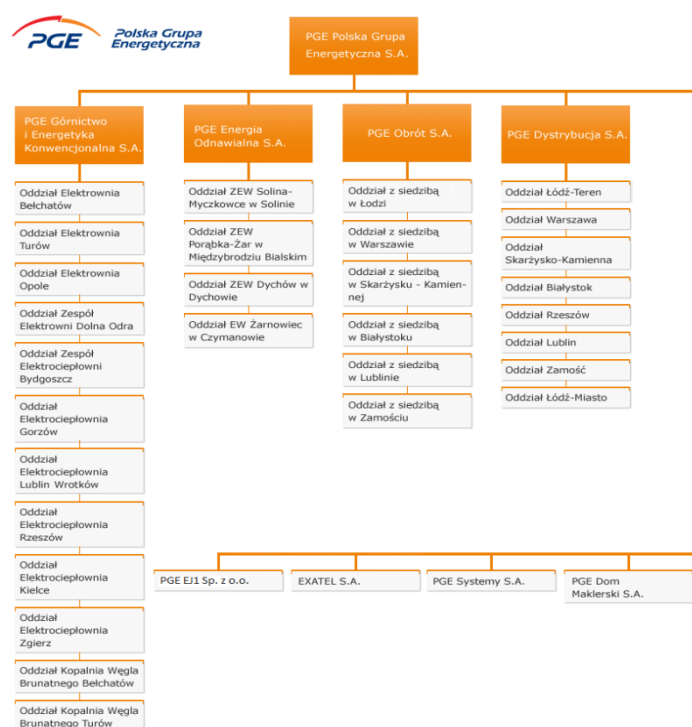 PGE
Polska Grupa
Energetyczna
PGE Polska Grupa
Energetyczna S.A.
PGE Górnictwo
i Energetyka
Konwencjonalna S.A.
Oddział Elektrownia
Bełchatów
Oddział Elektrownia
Turów
Oddział Elektrownia
Opole
Oddział Zespół
Elektrowni Dolna Odra
Oddział Zespół
Elektrociepłowni
Bydgoszcz
Oddział
Elektrociepłownia
Gorzów
Oddział
Elektrociepłownia
Lublin Wrotków
Oddział
Elektrociepłownia
Rzeszów
Oddział
Elektrociepłownia
Kielce
Oddział
Elektrociepłownia
Zgierz
Oddział Kopalnia Węgla
Brunatnego Bełchatów
Oddział Kopalnia Węgla
Brunatnego Turów
PGE Energia
Odnawialna S.A.
Oddział ZEW Solina-
Myczkowce w Solinie
Oddział ZEW
Porąbka-Żar w
Międzybrodziu Bialskim
Oddział ZEW Dychów w
Dychowie
Oddział EW Żarnowiec
w Czymanowie
PGE Obrót S.A.
Oddział z siedzibą
w Łodzi
Oddział z siedzibą
w Warszawie
Oddział z siedzibą
w Skarżysku - Kamien-
nej
Oddział z siedzibą
w Białystoku
Oddział z siedzibą
w Lublinie
Oddział z siedzibą
w Zamościu
PGE Dystrybucja S.A.
Oddział Łódź-Teren
Oddział Warszawa
Oddział
Skarżysko-Kamienna
Oddział Białystok
Oddział Rzeszów
Oddział Lublin
Oddział Zamość
Oddział Łódź-Miasto
PGE EJ1 Sp. z o.o.
EXATEL S.A.
PGE Systemy S.A.
PGE Dom
Maklerski S.A.